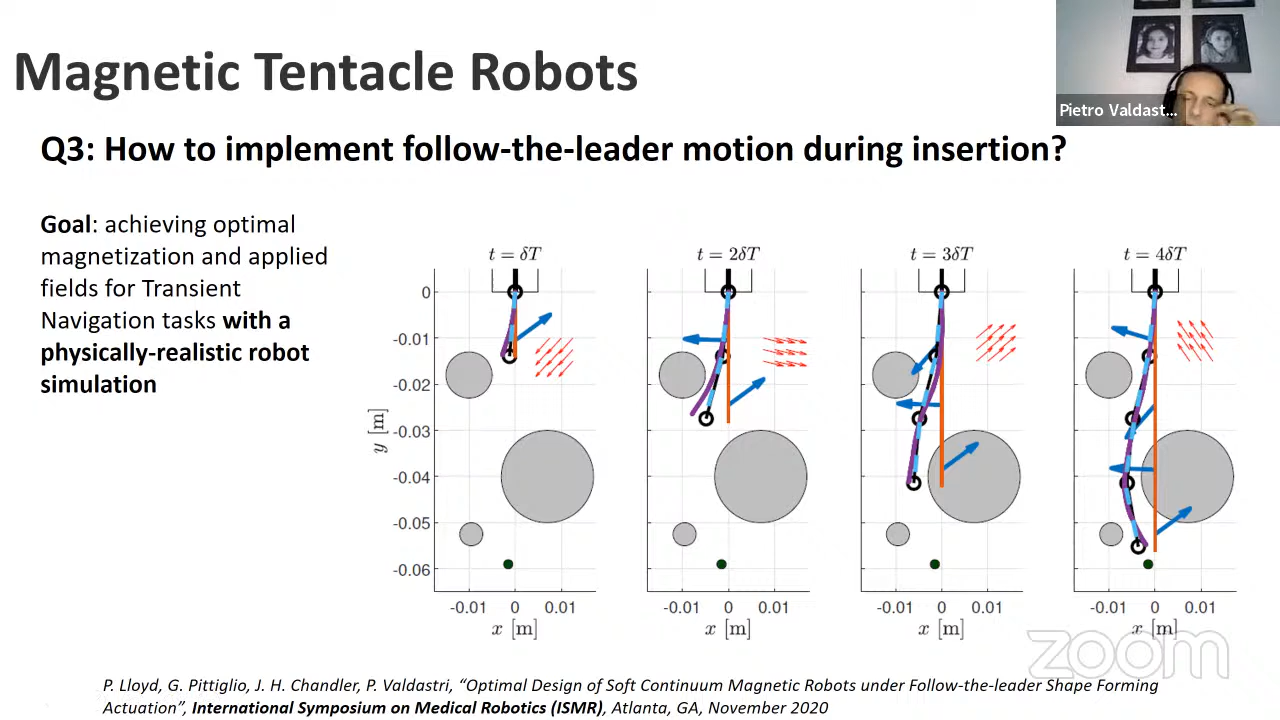 Magnetic Tentacle Robots
Pietro Valdast...
Q3: How to implement follow-the-leader motion during insertion?
Goal: achieving optimal
magnetization and applied
fields for Transient
Navigation tasks with a
physically-realistic robot
simulation
t = δT
t = 2δT
t = 3δT
t = 4δT
0
-0.01
-0.02
-0.03
-0.04
-0.05
-0.06
y [m]
-0.01 0 0.01
-0.01 0 0.01
-0.01 0 0.01
-0.01 0 0.01
x [m]
x [m]
x [m]
x [m]
zoom
P. Lloyd, G. Pittiglio, J. H. Chandler, P. Valdastri, “Optimal Design of Soft Continuum Magnetic Robots under Follow-the-leader Shape Forming
Actuation”, International Symposium on Medical Robotics (ISMR), Atlanta, GA, November 2020